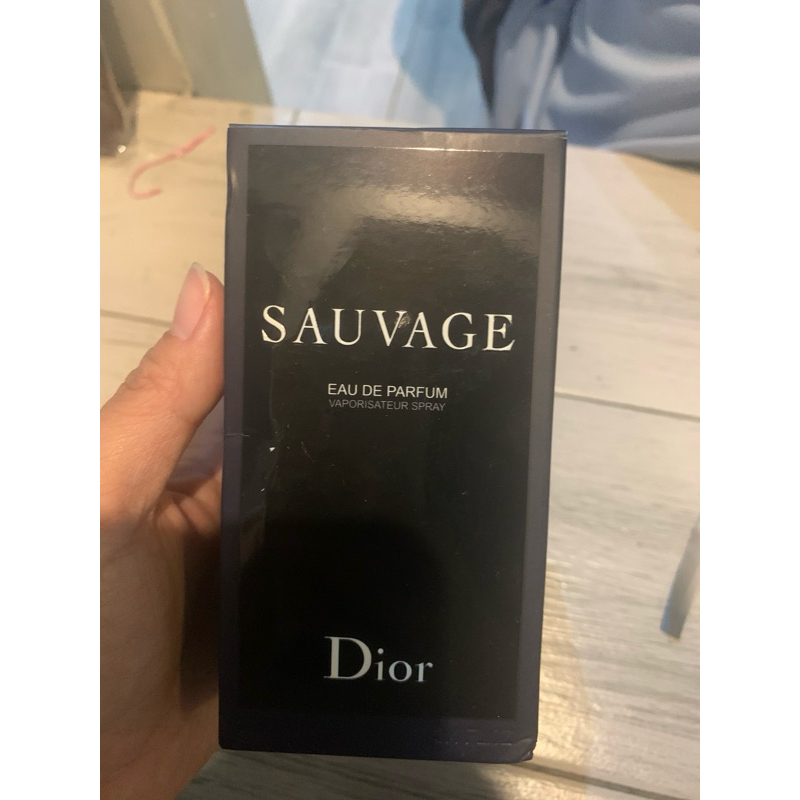 SAUVAGE
EAU DE PARFUM
VAPORISATEUR SPRAY
Dior